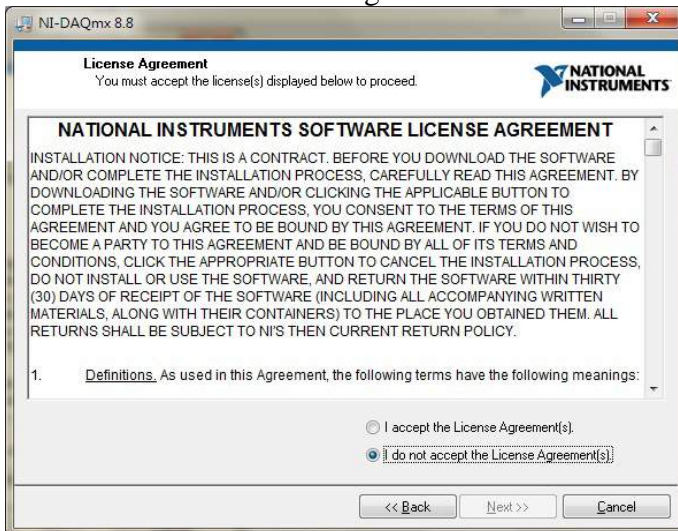 NI-DAQmx 8.8
License Agreement
You must accept the license(s) displayed below to proceed.
NATIONAL
INSTRUMENTS
NATIONAL INSTRUMENTS SOFTWARE LICENSE AGREEMENT
INSTALLATION NOTICE: THIS IS A CONTRACT. BEFORE YOU DOWNLOAD THE SOFTWARE
AND/OR COMPLETE THE INSTALLATION PROCESS, CAREFULLY READ THIS AGREEMENT. BY
DOWNLOADING THE SOFTWARE AND/OR CLICKING THE APPLICABLE BUTTON TO
COMPLETE THE INSTALLATION PROCESS, YOU CONSENT TO THE TERMS OF THIS
AGREEMENT AND YOU AGREE TO BE BOUND BY THIS AGREEMENT. IF YOU DO NOT WISH TO
BECOME A PARTY TO THIS AGREEMENT AND BE BOUND BY ALL OF ITS TERMS AND
CONDITIONS, CLICK THE APPROPRIATE BUTTON TO CANCEL THE INSTALLATION PROCESS,
DO NOT INSTALL OR USE THE SOFTWARE, AND RETURN THE SOFTWARE WITHIN THIRTY
(30) DAYS OF RECEIPT OF THE SOFTWARE (INCLUDING ALL ACCOMPANYING WRITTEN
MATERIALS, ALONG WITH THEIR CONTAINERS) TO THE PLACE YOU OBTAINED THEM. ALL
RETURNS SHALL BE SUBJECT TO NI'S THEN CURRENT RETURN POLICY.
1. Definitions. As used in this Agreement, the following terms have the following meanings:
I accept the License Agreement(s).
I do not accept the License Agreement(s).
<< Back Next >> Cancel